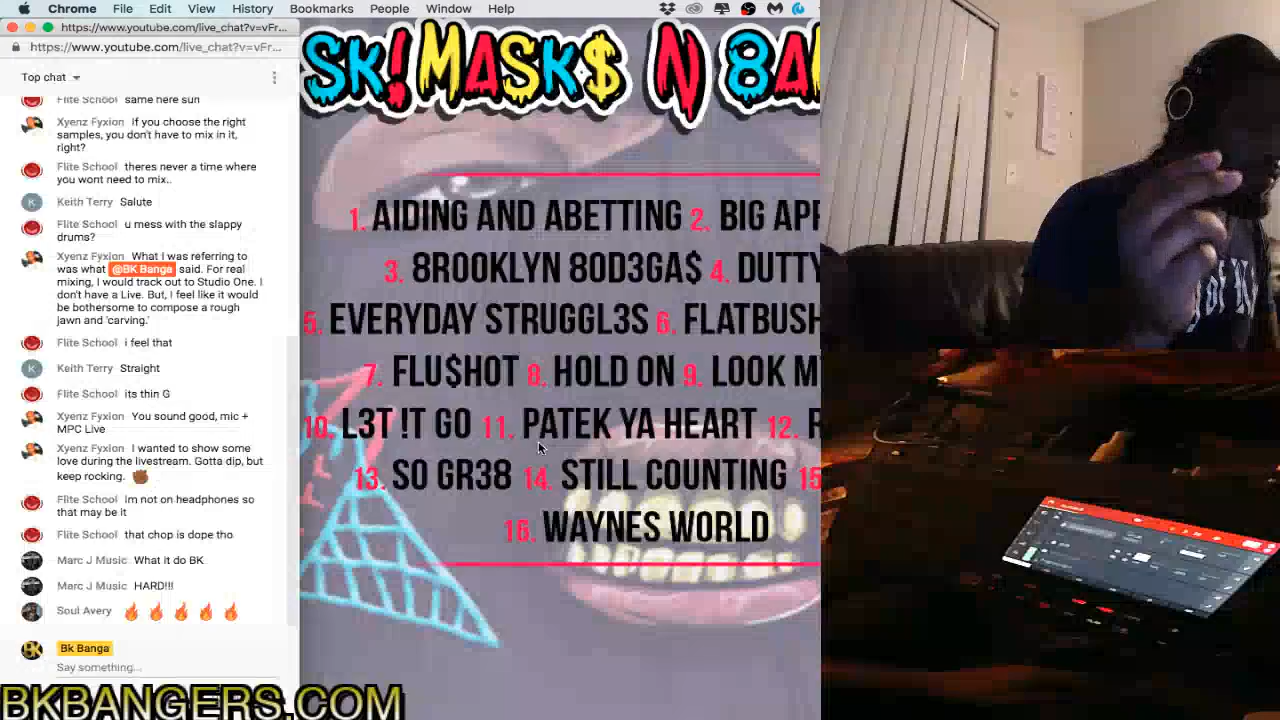 Chrome File Edit View History Bookmarks People Window Help
https://www.youtube.com/live_chat?v=vFr...
https://www.youtube.com/live_chat?v=vFr...
Top chat
Flite School same here sun
Xyenz Fyxion If you choose the right
samples, you don't have to mix in it,
right?
Flite School theres never a time where
you wont need to mix..
Keith Terry Salute
Flite School u mess with the slappy
drums?
Xyenz Fyxion What I was referring to
was what @BK Banga said. For real
mixing, I would track out to Studio One. I
don't have a Live. But, I feel like it would
be bothersome to compose a rough
jawn and 'carving.'
Flite School i feel that
Keith Terry Straight
Flite School its thin G
Xyenz Fyxion You sound good, mic +
MPC Live
Xyenz Fyxion I wanted to show some
love during the livestream. Gotta dip, but
keep rocking. ✊🏾
Flite School Im not on headphones so
that may be it
Flite School that chop is dope tho
Marc J Music What it do BK
Marc J Music HARD!!!
Soul Avery 🔥 🔥 🔥 🔥 🔥
BK Bk Banga
Say something...
BKBANGERS.COM
SK!MASK$ N
1. AIDING AND ABETTING 2. BIG
3. 8ROOKLYN 8OD3GA$ 4. DUTTY
5. EVERYDAY STRUGGL3S 6. FLATBUSH
7. FLU$HOT 8. HOLD ON 9. LOOK
10. L3T !T GO 11. PATEK YA HEART 12.
13. SO GR38 14. STILL COUNTING 15
16. WAYNES WORLD